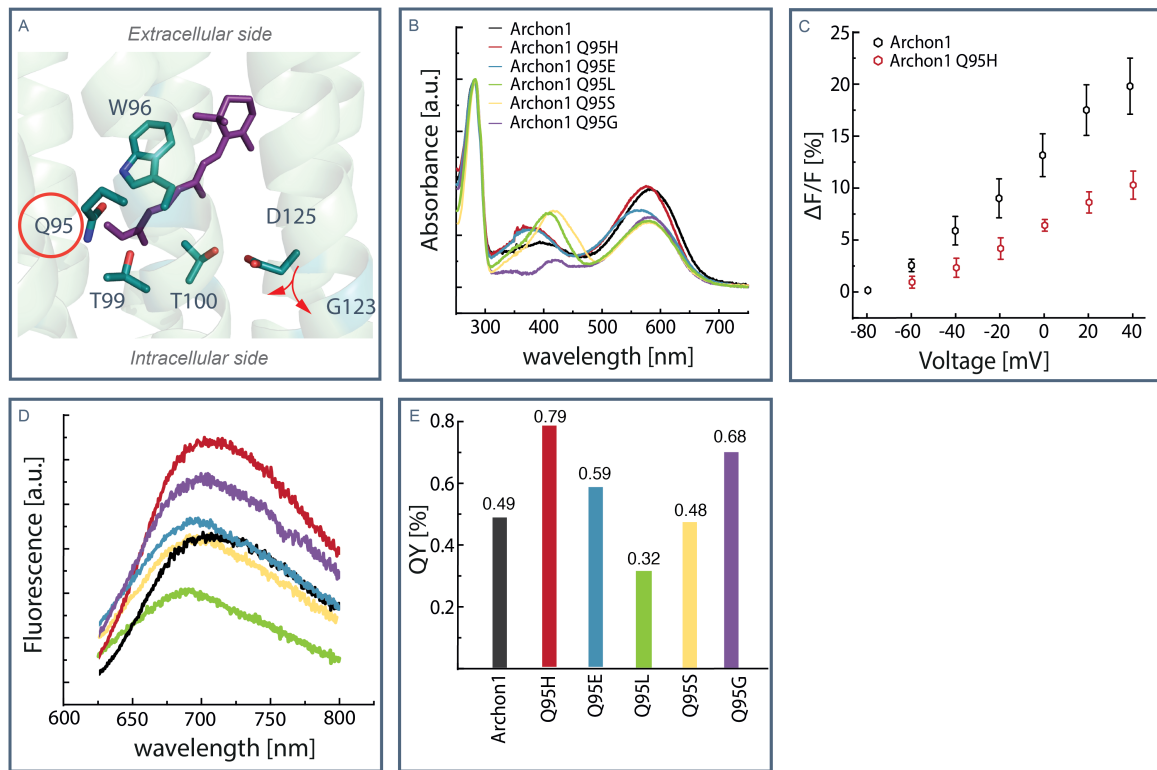 A
Extracellular side
W96
Q95
D125
T99
T100
G123
Intracellular side
B
Archon1
Archon1 Q95H
Archon1 Q95E
Archon1 Q95L
Archon1 Q95S
Archon1 Q95G
Absorbance [a.u.]
300 400 500 600 700
wavelength [nm]
C
Archon1
Archon1 Q95H
ΔF/F [%]
25
20
15
10
5
0
-80 -60 -40 -20 0 20 40
Voltage [mV]
D
Fluorescence [a.u.]
600 650 700 750 800
wavelength [nm]
E
QY [%]
0.8
0.6
0.4
0.2
0.49
0.79
0.59
0.32
0.48
0.68
Archon1
Q95H
Q95E
Q95L
Q95S
Q95G